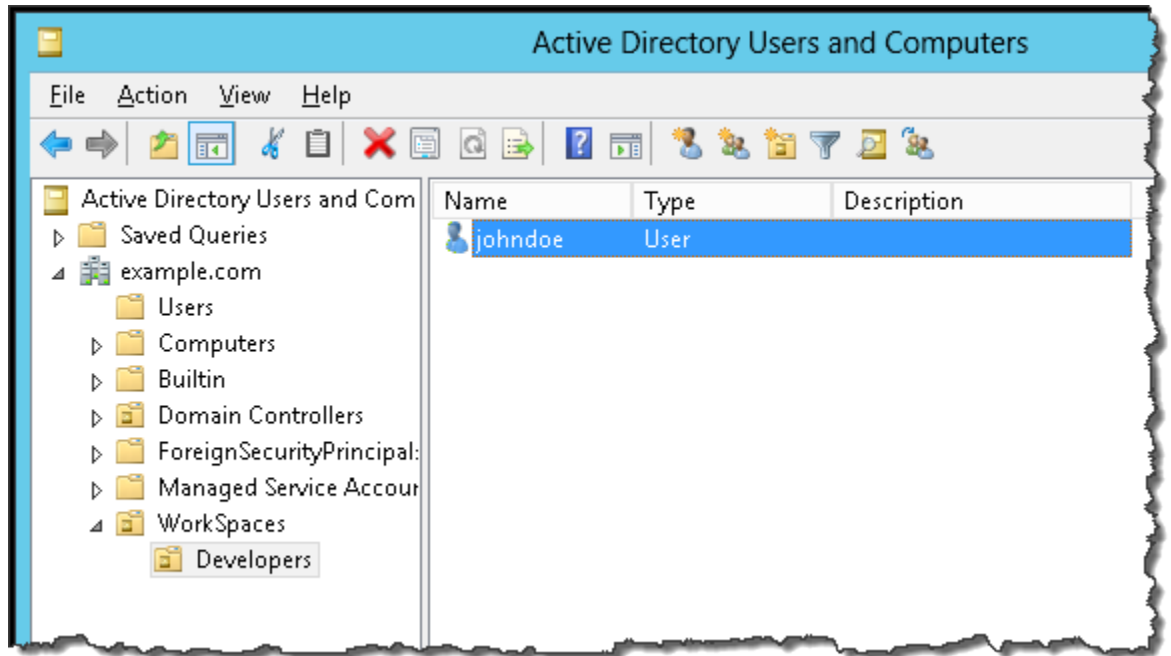 Active Directory Users and Computers
File Action View Help
Active Directory Users and Com
Saved Queries
example.com
Users
Computers
Builtin
Domain Controllers
ForeignSecurityPrincipal:
Managed Service Accour
WorkSpaces
Developers
Name Type Description
johndoe User